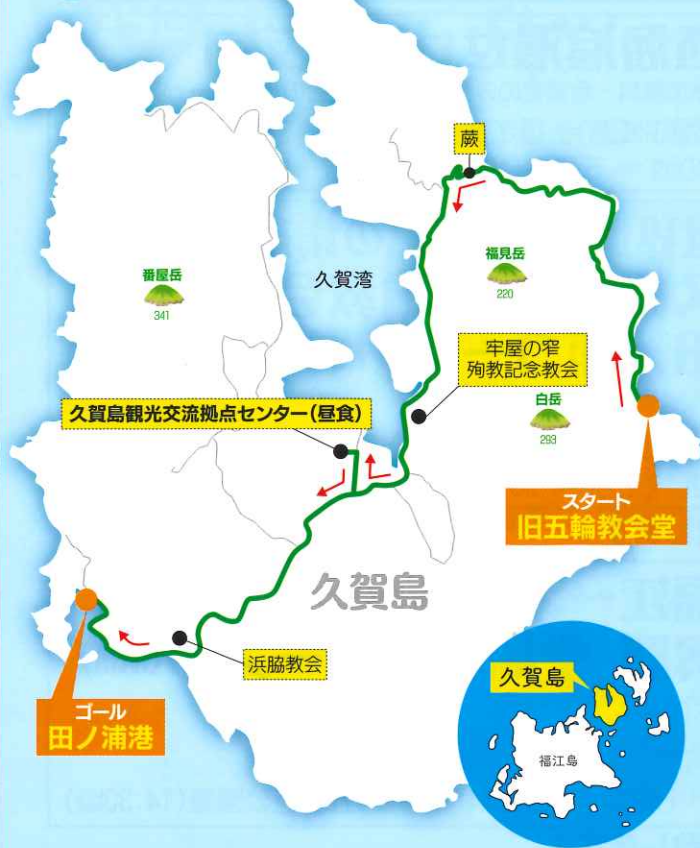 蕨
福見岳
220
久賀湾
番屋岳
341
牢屋の窄
殉教記念教会
白岳
293
久賀島観光交流拠点センター(昼食)
スタート
旧五輪教会堂
久賀島
浜脇教会
ゴール
田ノ浦港
久賀島
福江島